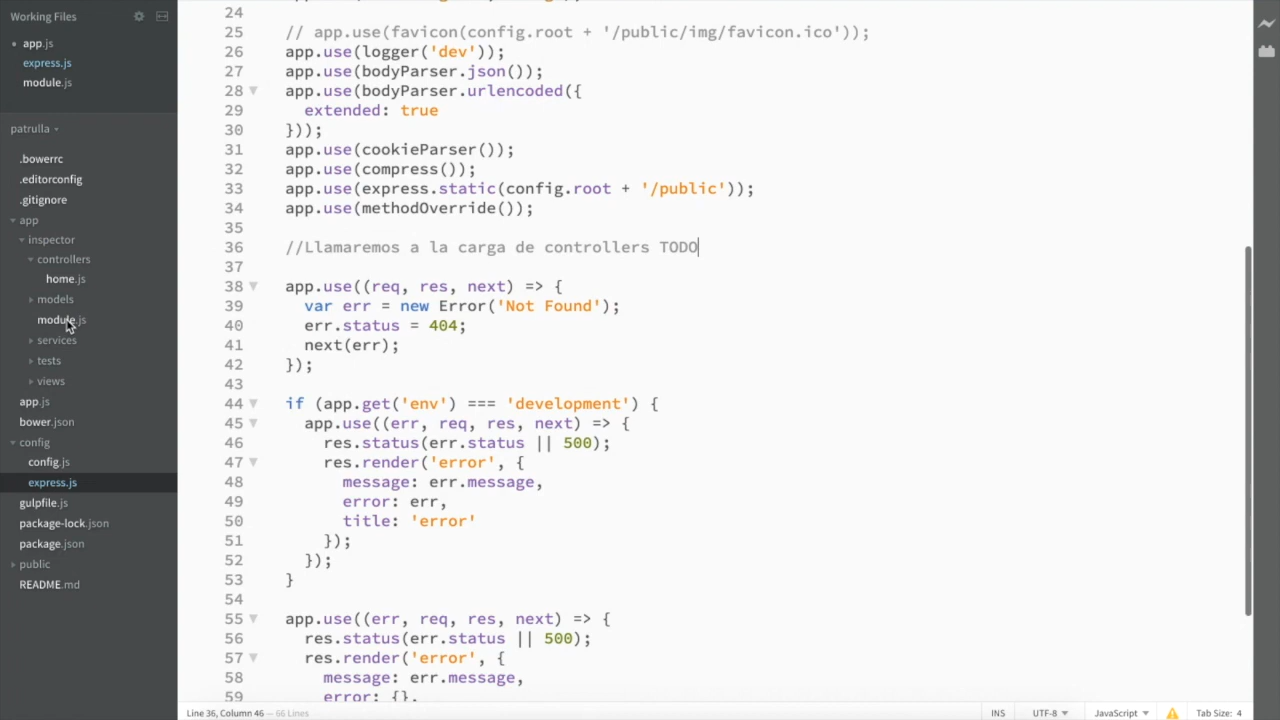 Working Files
app.js
express.js
module.js
patrulla
.bowerrc
.editorconfig
.gitignore
app
inspector
controllers
home.js
models
module.js
services
tests
views
app.js
bower.json
config
config.js
express.js
gulpfile.js
package-lock.json
package.json
public
README.md
24
25 // app.use(favicon(config.root + '/public/img/favicon.ico'));
26 app.use(logger('dev'));
27 app.use(bodyParser.json());
28 app.use(bodyParser.urlencoded({
29 extended: true
30 }));
31 app.use(cookieParser());
32 app.use(compress());
33 app.use(express.static(config.root + '/public'));
34 app.use(methodOverride());
35
36 //Llamaremos a la carga de controllers TODO
37
38 app.use((req, res, next) => {
39 var err = new Error('Not Found');
40 err.status = 404;
41 next(err);
42 });
43
44 if (app.get('env') === 'development') {
45 app.use((err, req, res, next) => {
46 res.status(err.status || 500);
47 res.render('error', {
48 message: err.message,
49 error: err,
50 title: 'error'
51 });
52 });
53 }
54
55 app.use((err, req, res, next) => {
56 res.status(err.status || 500);
57 res.render('error', {
58 message: err.message,
59 error: {},
Line 36, Column 46 — 66 Lines
INS UTF-8 JavaScript Tab Size: 4